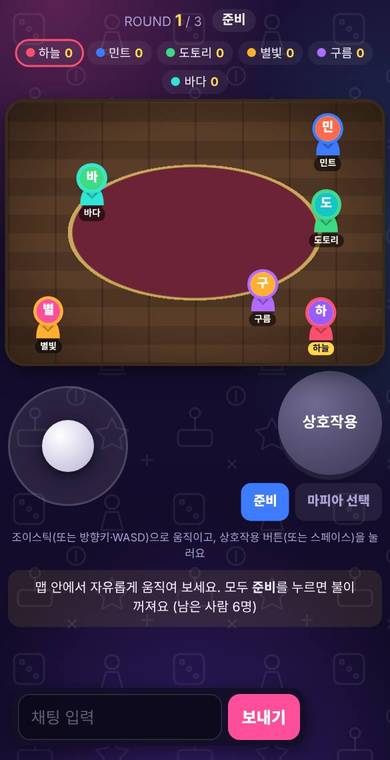 ROUND 1 / 3 준비
하늘 0 민트 0 도토리 0 별빛 0 구름 0
바다 0
민
민트
바
바다
도
도토리
구
구름
별
별빛
하
하늘
상호작용
준비 마피아 선택
조이스틱(또는 방향키·WASD)으로 움직이고, 상호작용 버튼(또는 스페이스)을 눌
러요
맵 안에서 자유롭게 움직여 보세요. 모두 준비를 누르면 불이
꺼져요 (남은 사람 6명)
채팅 입력 보내기